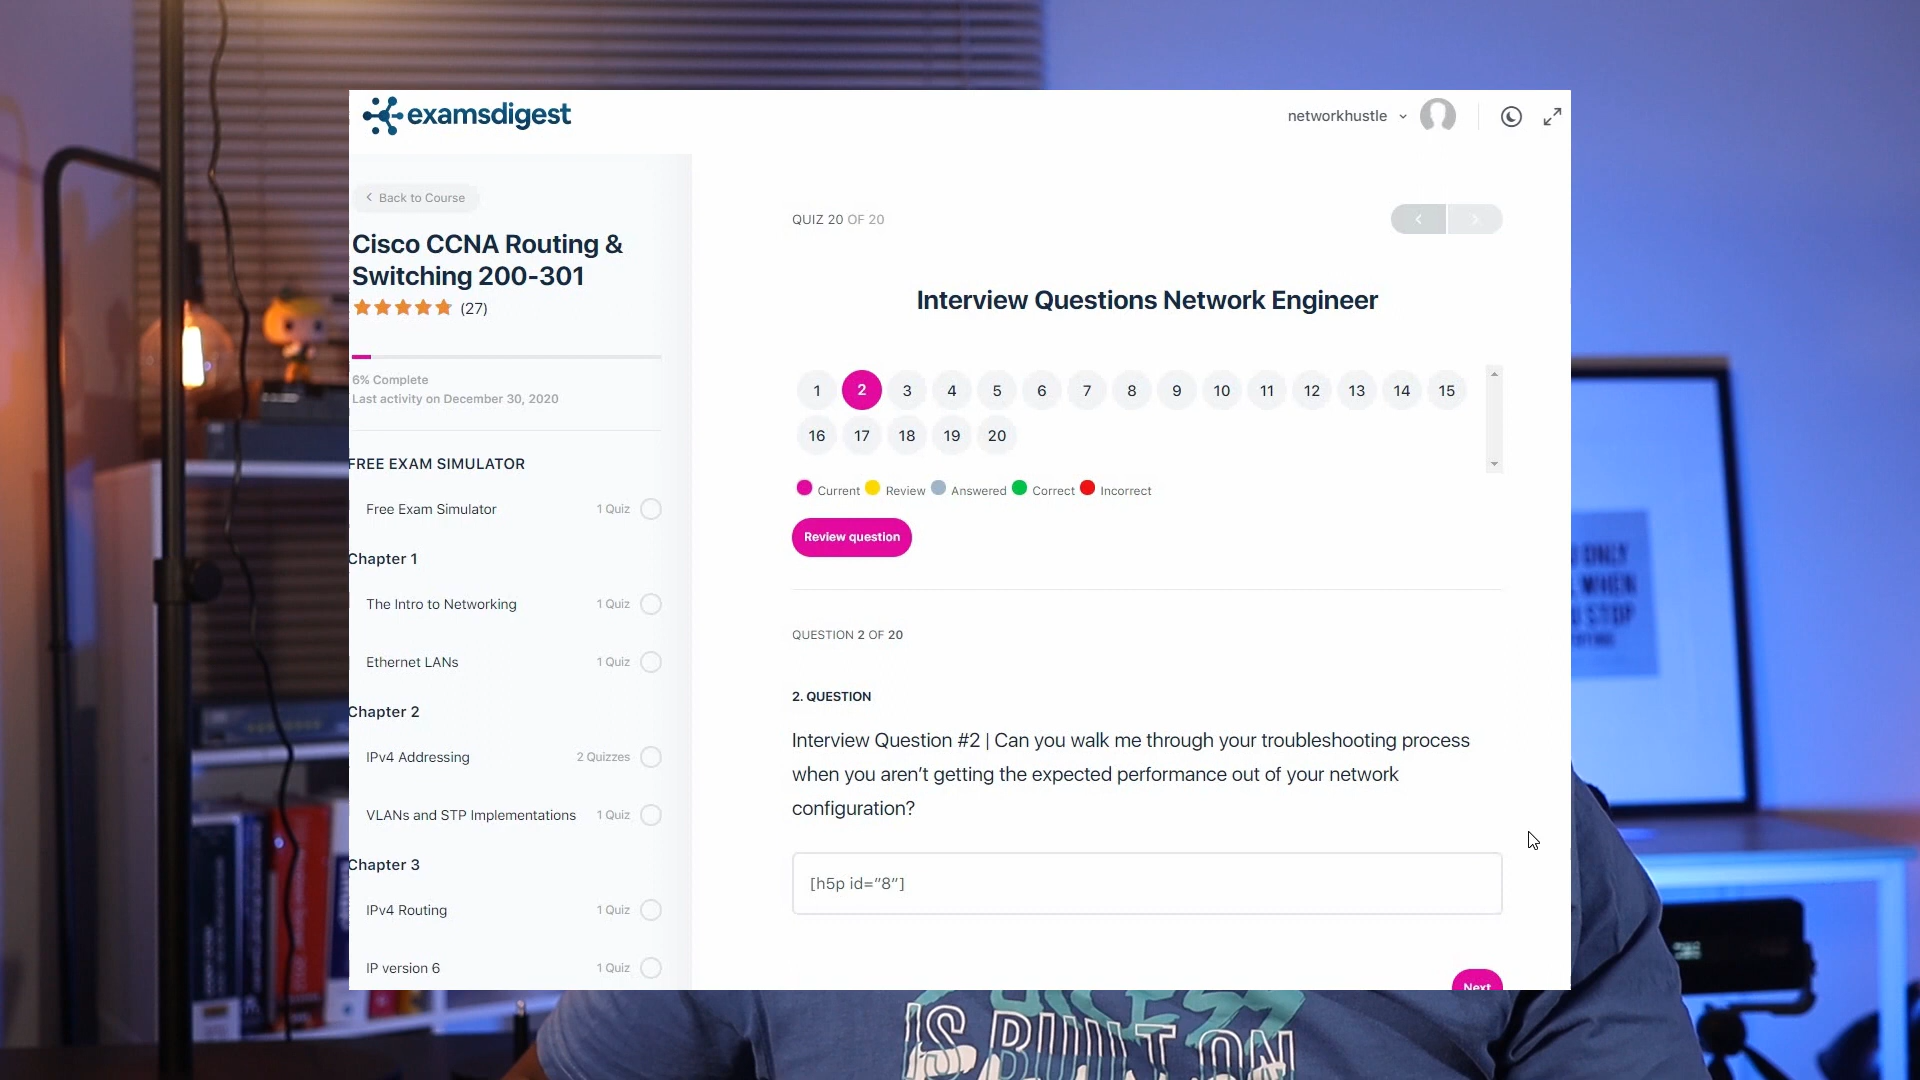 examsdigest
networkhustle
Back to Course
Cisco CCNA Routing &
Switching 200-301
(27)
6% Complete
Last activity on December 30, 2020
FREE EXAM SIMULATOR
Free Exam Simulator 1 Quiz
Chapter 1
The Intro to Networking 1 Quiz
Ethernet LANs 1 Quiz
Chapter 2
IPv4 Addressing 2 Quizzes
VLANs and STP Implementations 1 Quiz
Chapter 3
IPv4 Routing 1 Quiz
IP version 6 1 Quiz
QUIZ 20 OF 20
Interview Questions Network Engineer
1 2 3 4 5 6 7 8 9 10 11 12 13 14 15
16 17 18 19 20
Current Review Answered Correct Incorrect
Review question
QUESTION 2 OF 20
2. QUESTION
Interview Question #2 | Can you walk me through your troubleshooting process
when you aren't getting the expected performance out of your network
configuration?
[h5p id="8"]
Next
ONLY
WHEN
STOP
IS BUILT ON